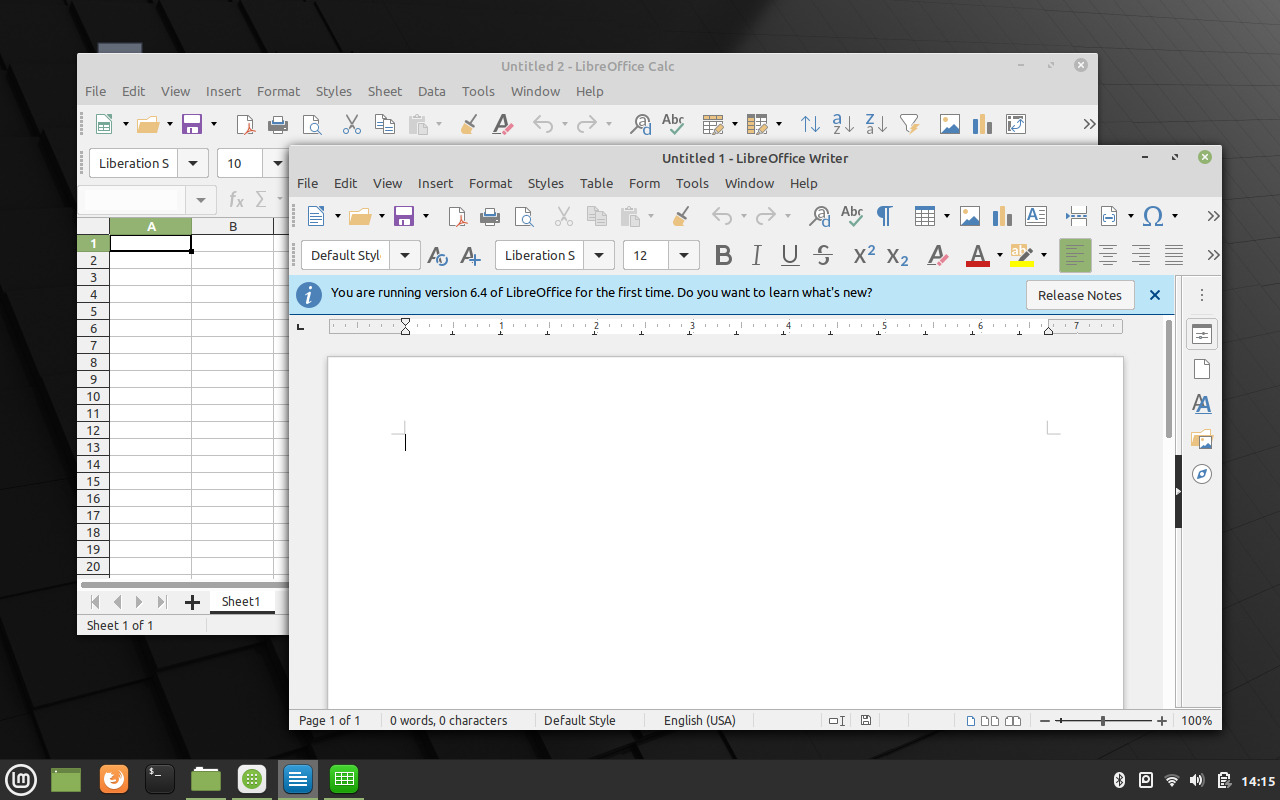 Untitled 2 - LibreOffice Calc
File Edit View Insert Format Styles Sheet Data Tools Window Help
Liberation S 10
A B
1
2
3
4
5
6
7
8
9
10
11
12
13
14
15
16
17
18
19
20
Sheet1
Sheet 1 of 1
Untitled 1 - LibreOffice Writer
File Edit View Insert Format Styles Table Form Tools Window Help
Default Styl Liberation S 12
You are running version 6.4 of LibreOffice for the first time. Do you want to learn what's new? Release Notes
1 2 3 4 5 6 7
Page 1 of 1 0 words, 0 characters Default Style English (USA) 100%
14:15